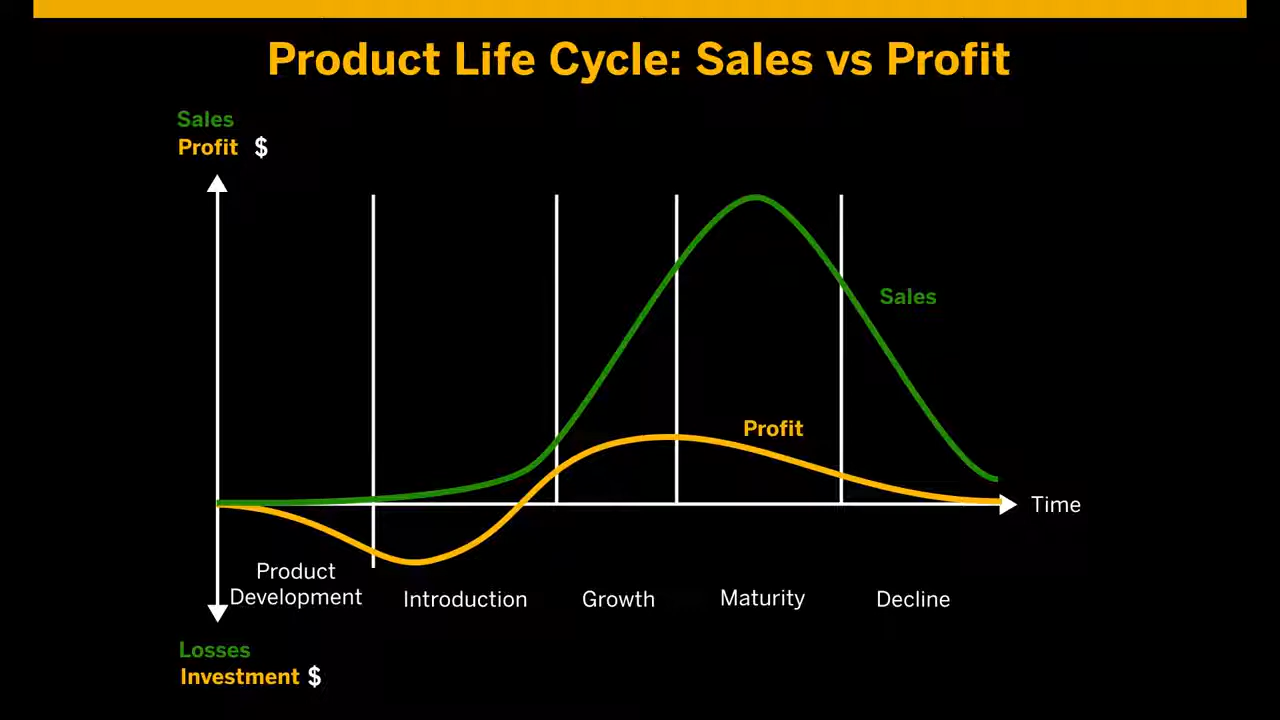 Product Life Cycle: Sales vs Profit
Sales
Profit $
Sales
Profit
Time
Product
Development
Introduction
Growth
Maturity
Decline
Losses
Investment $